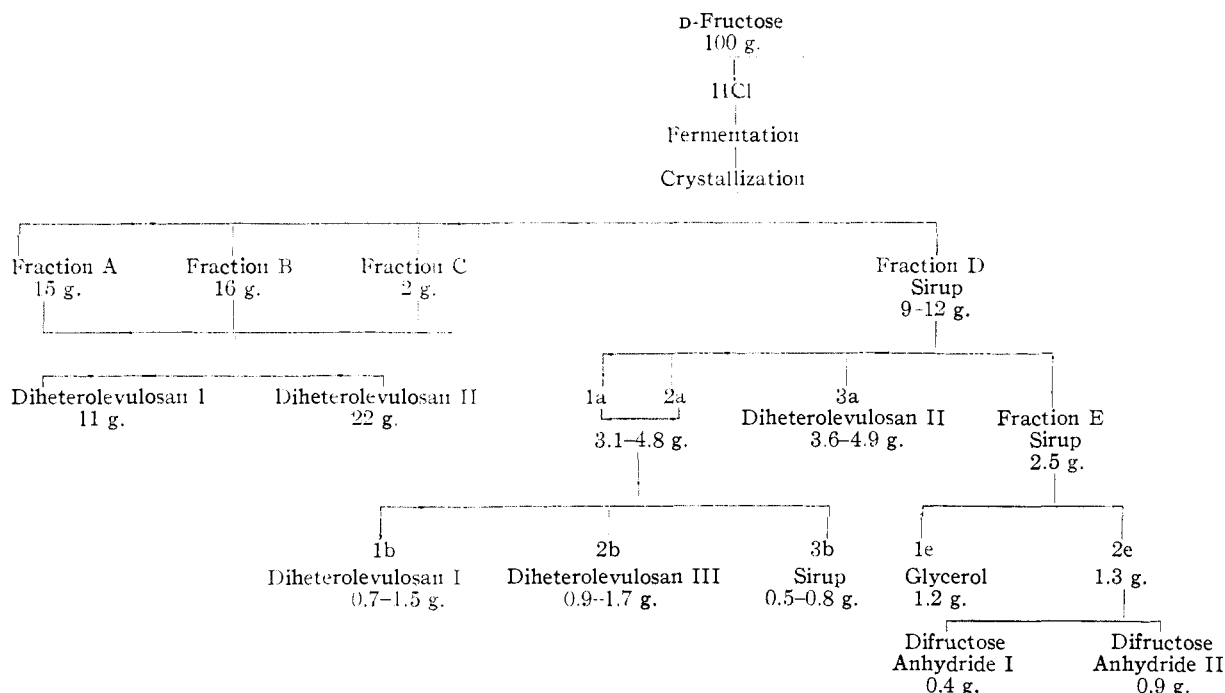 D-Fructose
100 g.
HCl
Fermentation
Crystallization
Fraction A
15 g.
Fraction B
16 g.
Fraction C
2 g.
Fraction D
Sirup
9-12 g.
Diheterolevulosan I
11 g.
Diheterolevulosan II
22 g.
1a
2a
3.1–4.8 g.
3a
Diheterolevulosan II
3.6–4.9 g.
Fraction E
Sirup
2.5 g.
1b
Diheterolevulosan I
0.7–1.5 g.
2b
Diheterolevulosan III
0.9--1.7 g.
3b
Sirup
0.5–0.8 g.
1e
Glycerol
1.2 g.
2e
1.3 g.
Difructose
Anhydride I
0.4 g.
Difructose
Anhydride II
0.9 g.